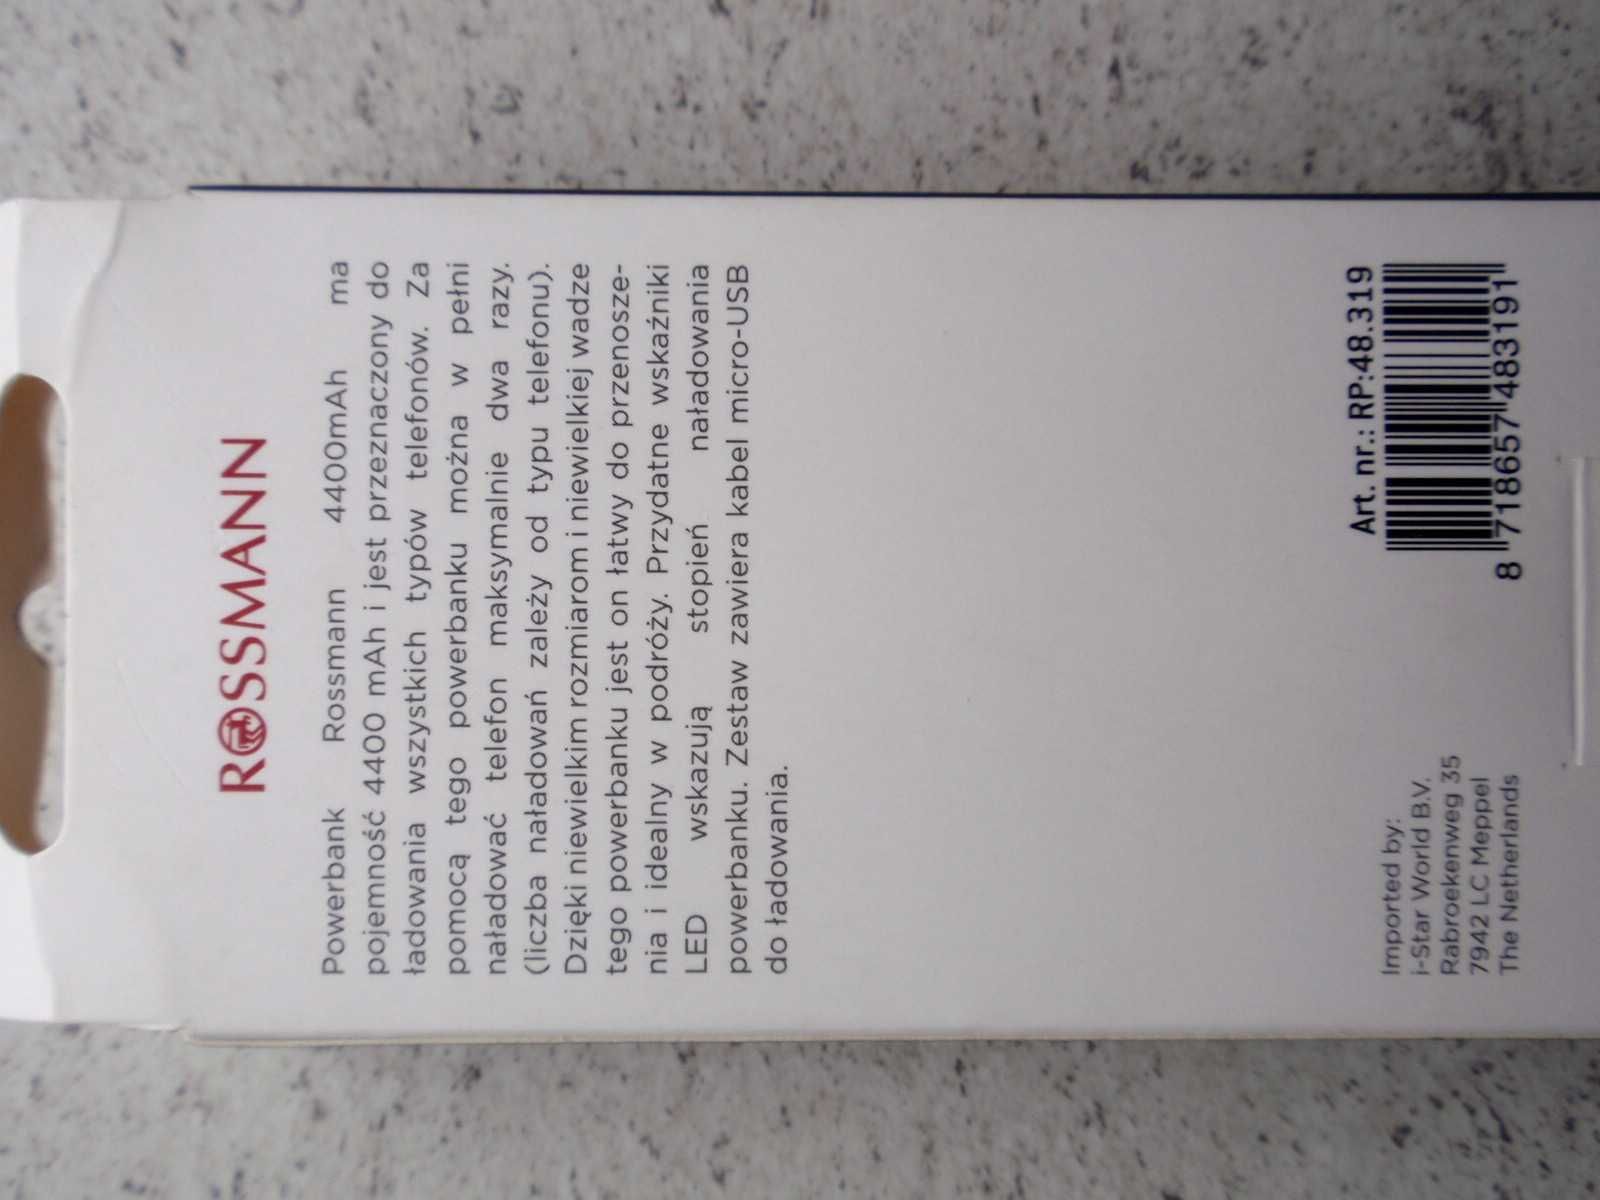 ROSSMANN
Powerbank Rossmann 4400mAh ma
pojemność 4400 mAh i jest przeznaczony do
ładowania wszystkich typów telefonów. Za
pomocą tego powerbanku można w pełni
naładować telefon maksymalnie dwa razy.
(liczba naładowań zależy od typu telefonu).
Dzięki niewielkim rozmiarom i niewielkiej wadze
tego powerbanku jest on łatwy do przenosze-
nia i idealny w podróży. Przydatne wskaźniki
LED wskazują stopień naładowania
powerbanku. Zestaw zawiera kabel micro-USB
do ładowania.
Imported by:
i-Star World B.V.
Rabroekenweg 35
7942 LC Meppel
The Netherlands
Art. nr.: RP:48.319
8 718657 483191